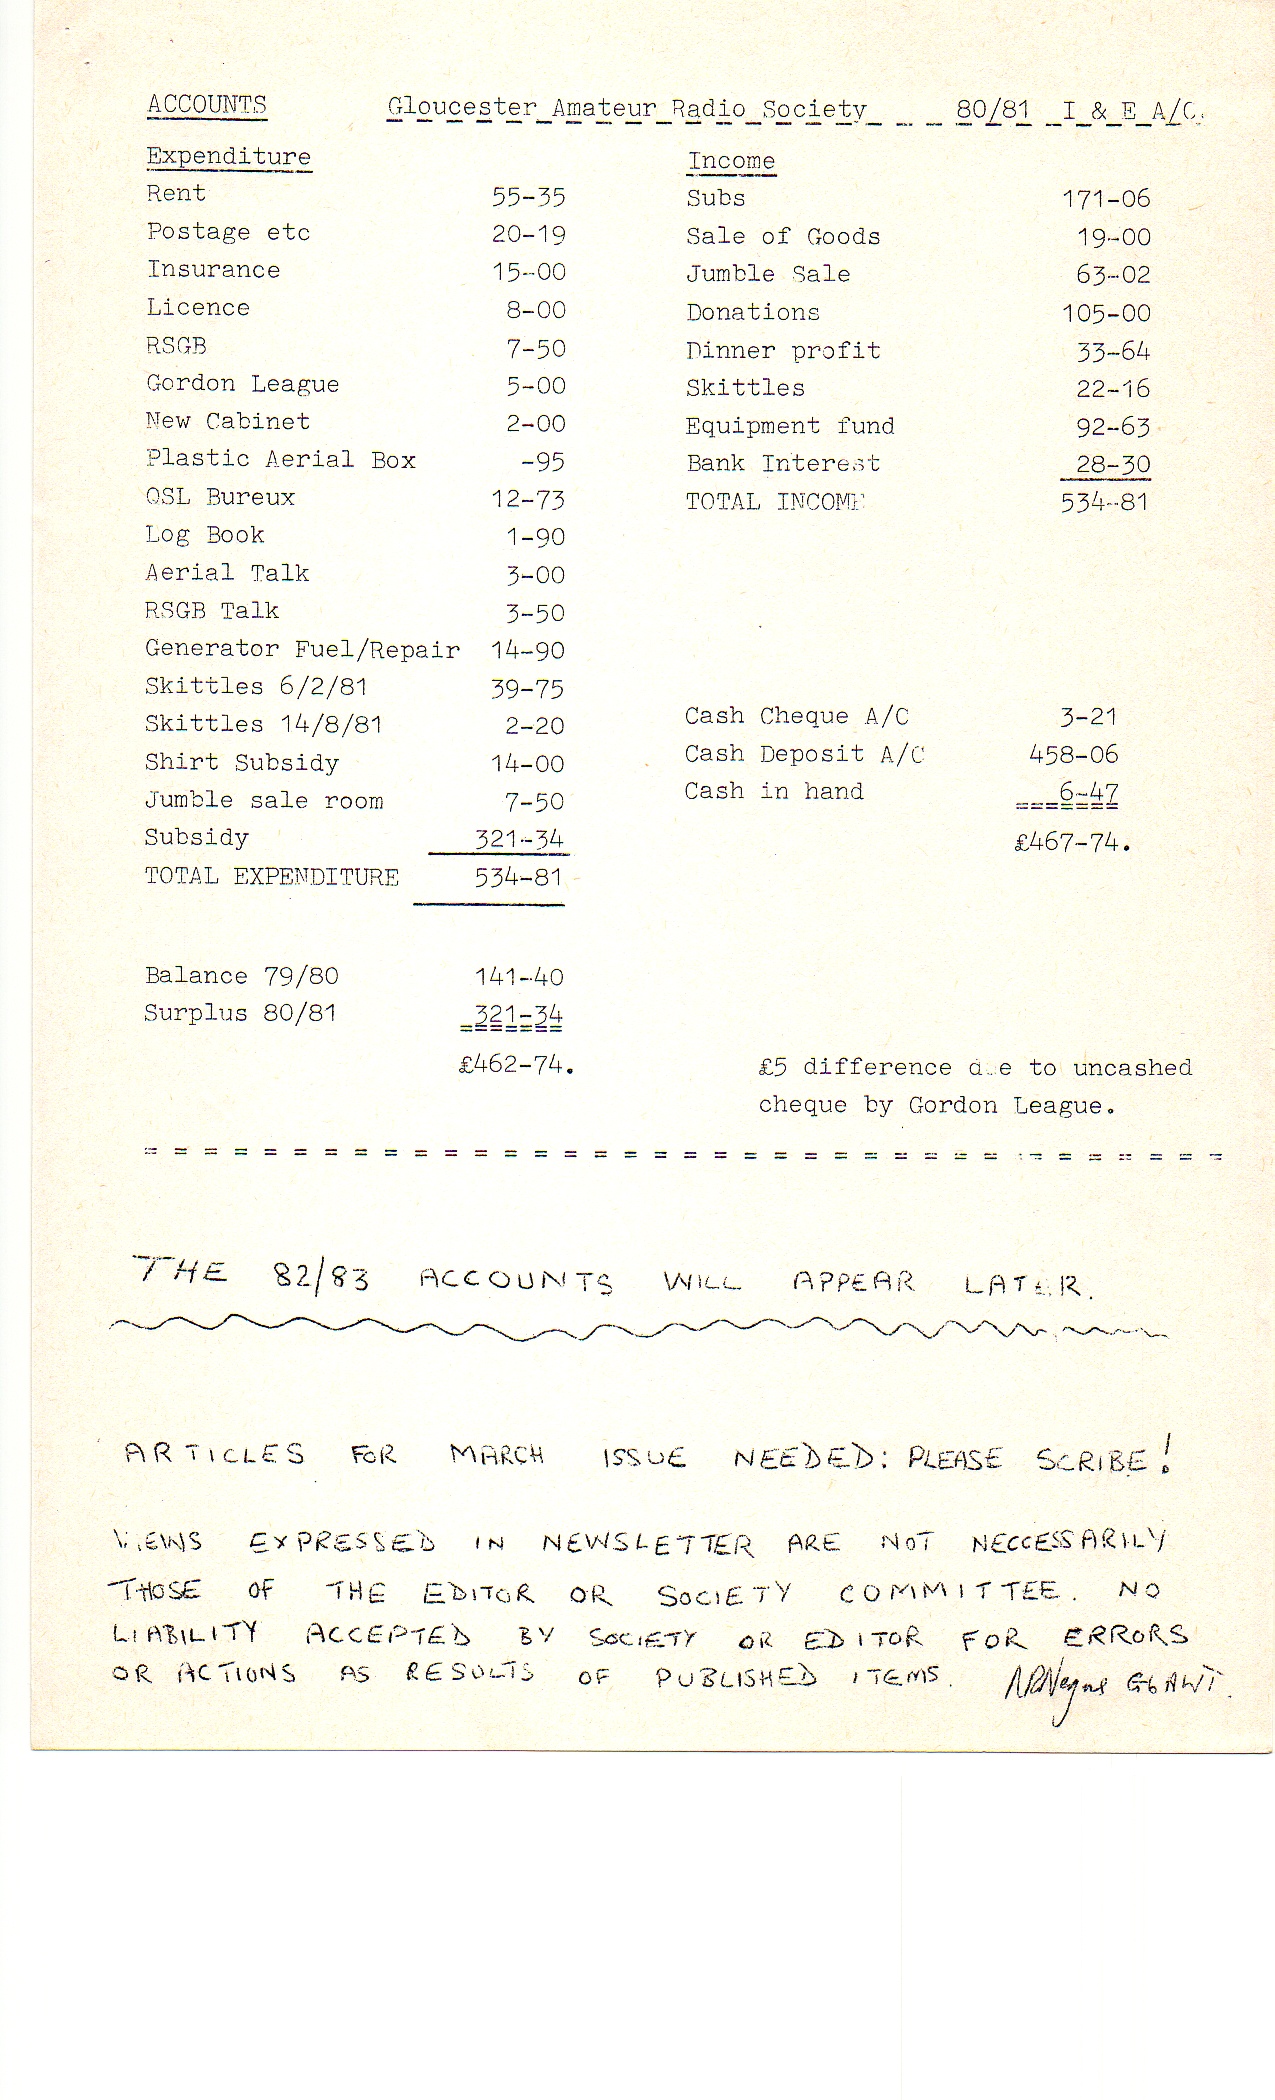 ACCOUNTS Gloucester Amateur Radio Society 80/81 I & E A/C.
Expenditure Income
Rent 55-35 Subs 171-06
Postage etc 20-19 Sale of Goods 19-00
Insurance 15-00 Jumble Sale 63-02
Licence 8-00 Donations 105-00
RSGB 7-50 Dinner profit 33-64
Gordon League 5-00 Skittles 22-16
New Cabinet 2-00 Equipment fund 92-63
Plastic Aerial Box -95 Bank Interest 28-30
QSL Bureux 12-73 TOTAL INCOME 534-81
Log Book 1-90
Aerial Talk 3-00
RSGB Talk 3-50
Generator Fuel/Repair 14-90
Skittles 6/2/81 39-75
Skittles 14/8/81 2-20 Cash Cheque A/C 3-21
Shirt Subsidy 14-00 Cash Deposit A/C 458-06
Jumble sale room 7-50 Cash in hand 6-47
Subsidy 321-34 £467-74.
TOTAL EXPENDITURE 534-81
Balance 79/80 141-40
Surplus 80/81 321-34
£462-74. £5 difference due to uncashed
cheque by Gordon League.
THE 82/83 ACCOUNTS WILL APPEAR LATER.
ARTICLES FOR MARCH ISSUE NEEDED: PLEASE SCRIBE!
VIEWS EXPRESSED IN NEWSLETTER ARE NOT NECCESSARILY
THOSE OF THE EDITOR OR SOCIETY COMMITTEE. NO
LIABILITY ACCEPTED BY SOCIETY OR EDITOR FOR ERRORS
OR ACTIONS AS RESULTS OF PUBLISHED ITEMS. G6AWT.